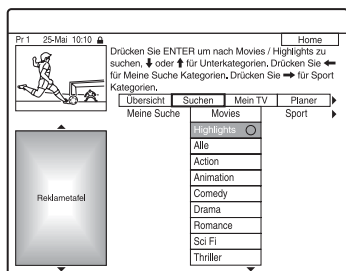 Pr 1 25-Mai 10:10
Home
Drücken Sie ENTER um nach Movies / Highlights zu
suchen, ⬇ oder ⬆ für Unterkategorien. Drücken Sie ⬅
für Meine Suche Kategorien. Drücken Sie ➡ für Sport
Kategorien.
Übersicht Suchen Mein TV Planer
Meine Suche Movies Sport
Highlights
Alle
Action
Animation
Comedy
Drama
Romance
Sci Fi
Thriller
Reklametafel